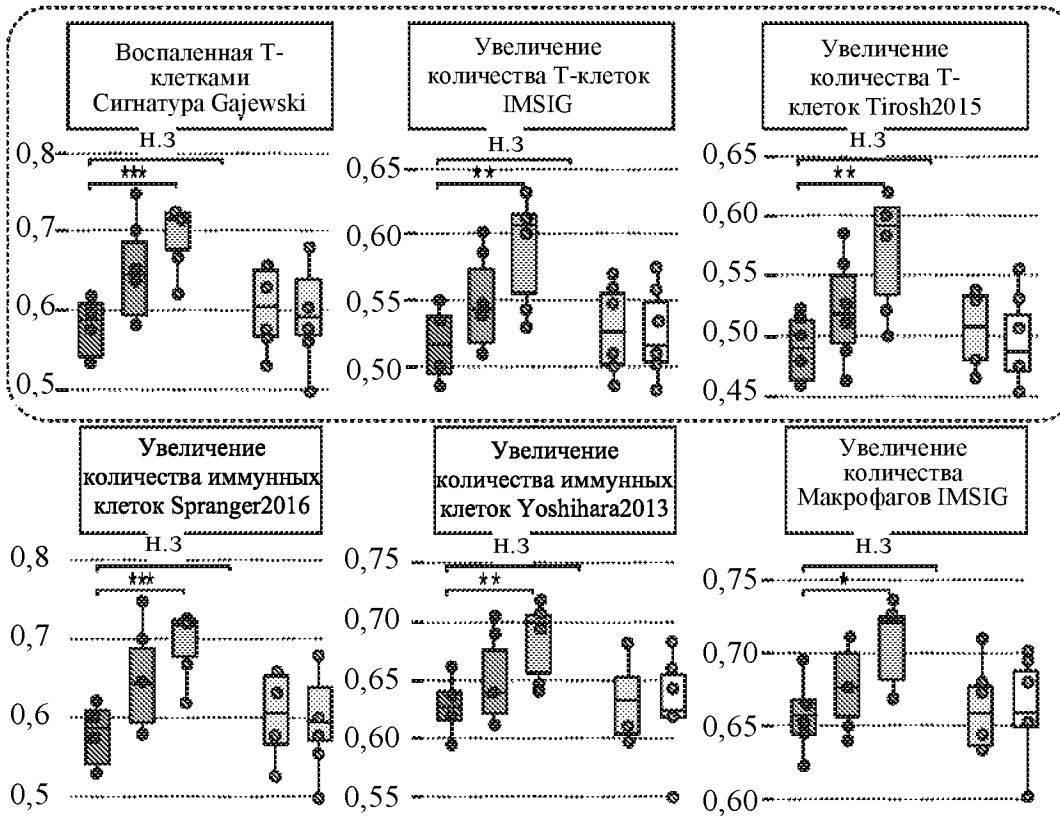 Воспаленная Т-
клетками
Сигнатура Gajewski
Н.З
***
0,8
0,7
0,6
0,5
Увеличение
количества Т-клеток
IMSIG
Н.З
**
0,65
0,60
0,55
0,50
Увеличение
количества Т-
клеток Tirosh2015
Н.З
**
0,65
0,60
0,55
0,50
0,45
Увеличение
количества иммунных
клеток Spranger2016
Н.З
***
0,8
0,7
0,6
0,5
Увеличение
количества иммунных
клеток Yoshihara2013
Н.З
**
0,75
0,70
0,65
0,60
0,55
Увеличение
количества
Макрофагов IMSIG
Н.З
*
0,75
0,70
0,65
0,60